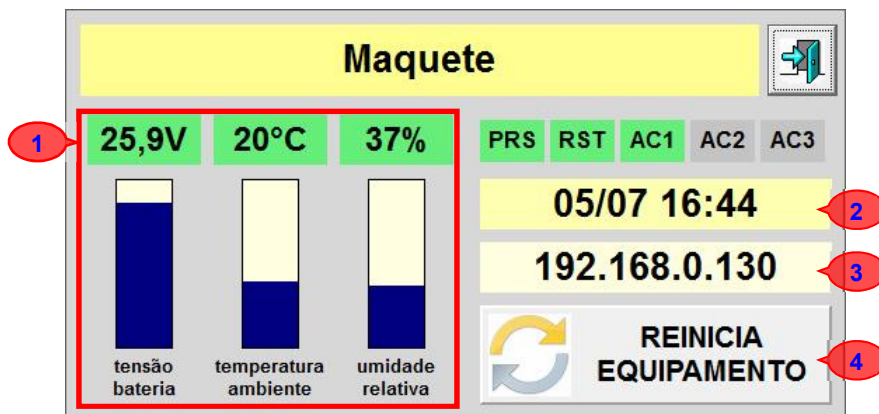 Maquete
1
25,9V 20°C 37%
PRS RST AC1 AC2 AC3
05/07 16:44
2
192.168.0.130
3
REINICIA
EQUIPAMENTO
4
tensão
bateria
temperatura
ambiente
umidade
relativa